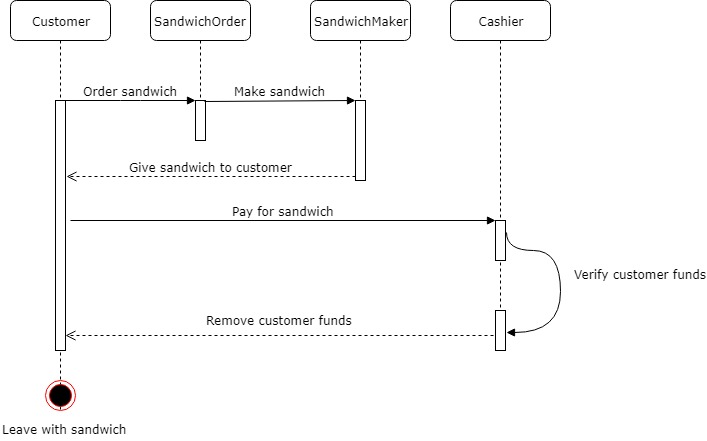 Customer
SandwichOrder
SandwichMaker
Cashier
Order sandwich
Make sandwich
Give sandwich to customer
Pay for sandwich
Verify customer funds
Remove customer funds
Leave with sandwich